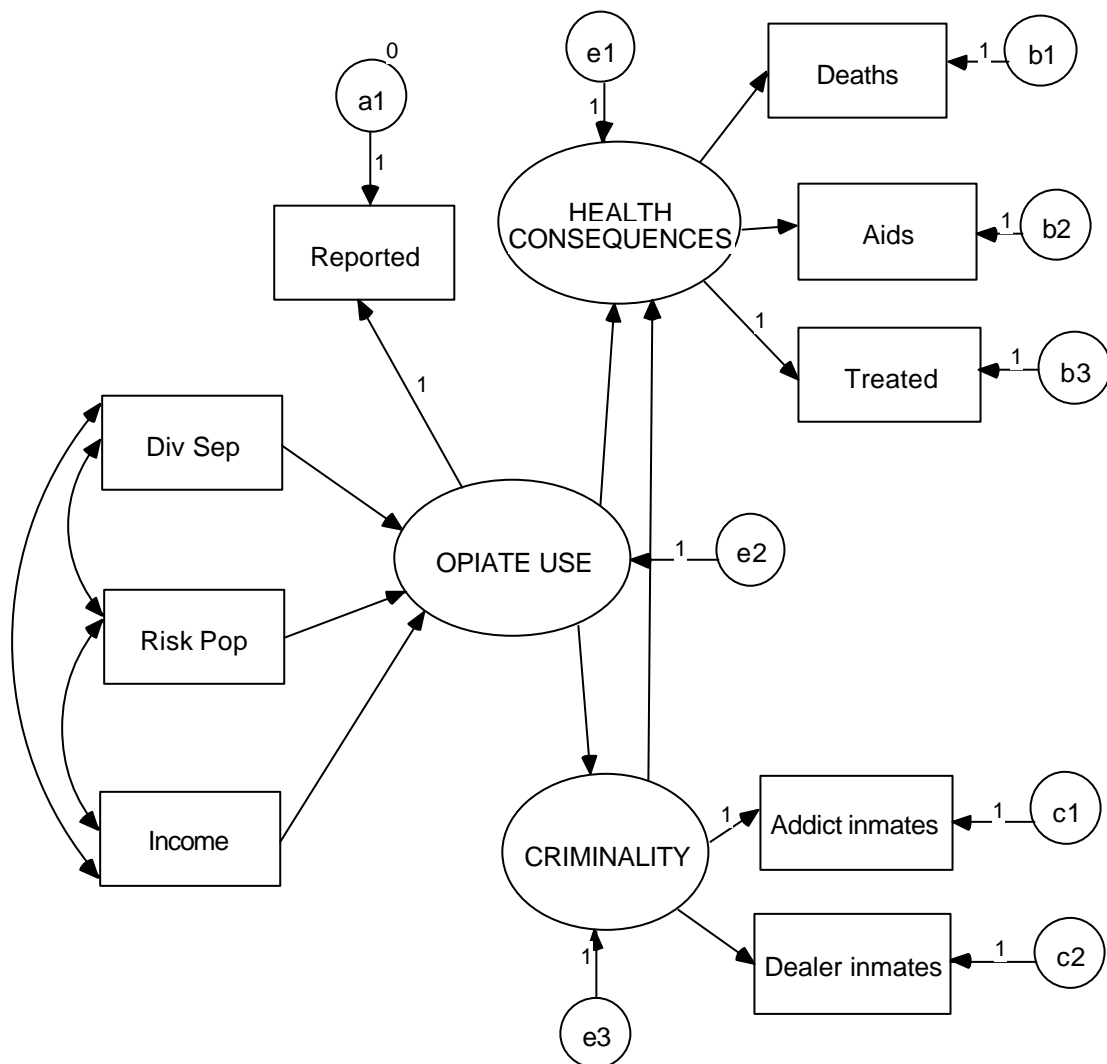 0
a1
1
Reported
1
e1
1
HEALTH
CONSEQUENCES
Deaths
1
b1
Aids
1
b2
1
Treated
1
b3
Div Sep
Risk Pop
Income
OPIATE USE
1
e2
CRIMINALITY
1
e3
1
Addict inmates
1
c1
Dealer inmates
1
c2